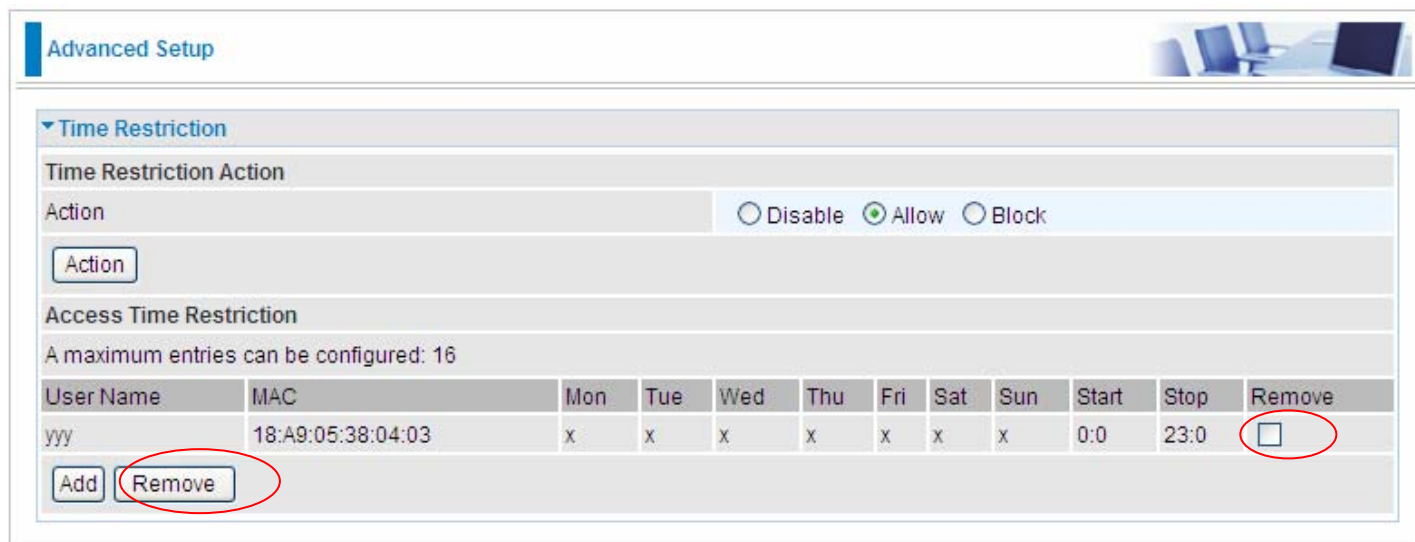 Advanced Setup
Time Restriction
Time Restriction Action
Action Disable Allow Block
Action
Access Time Restriction
A maximum entries can be configured: 16
User Name MAC Mon Tue Wed Thu Fri Sat Sun Start Stop Remove
yyy 18:A9:05:38:04:03 x x x x x x x 0:0 23:0
Add Remove